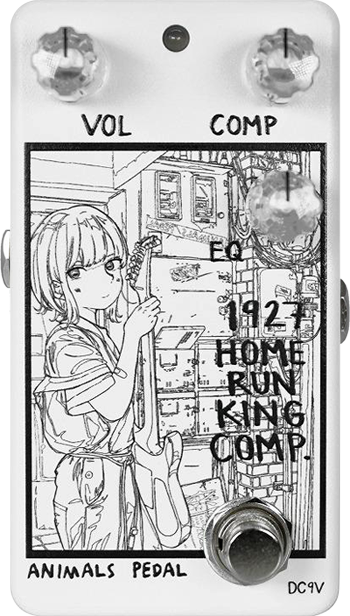 VOL COMP
EQ
1927
HOME
RUN
KING
COMP.
ANIMALS PEDAL
DC9V